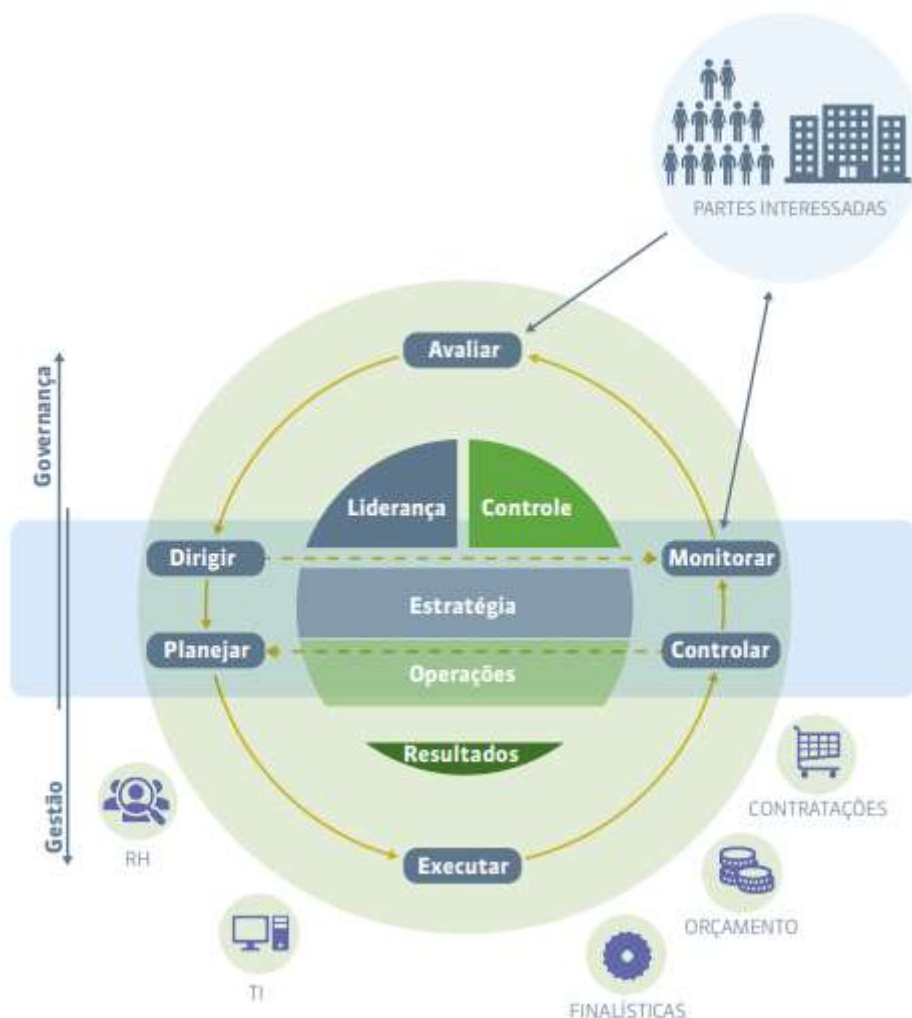 PARTES INTERESSADAS
Avaliar
Governança
Liderança
Controle
Dirigir
Monitorar
Estratégia
Planejar
Controlar
Operações
Resultados
Gestão
CONTRATAÇÕES
RH
Executar
ORÇAMENTO
TI
FINALÍSTICAS